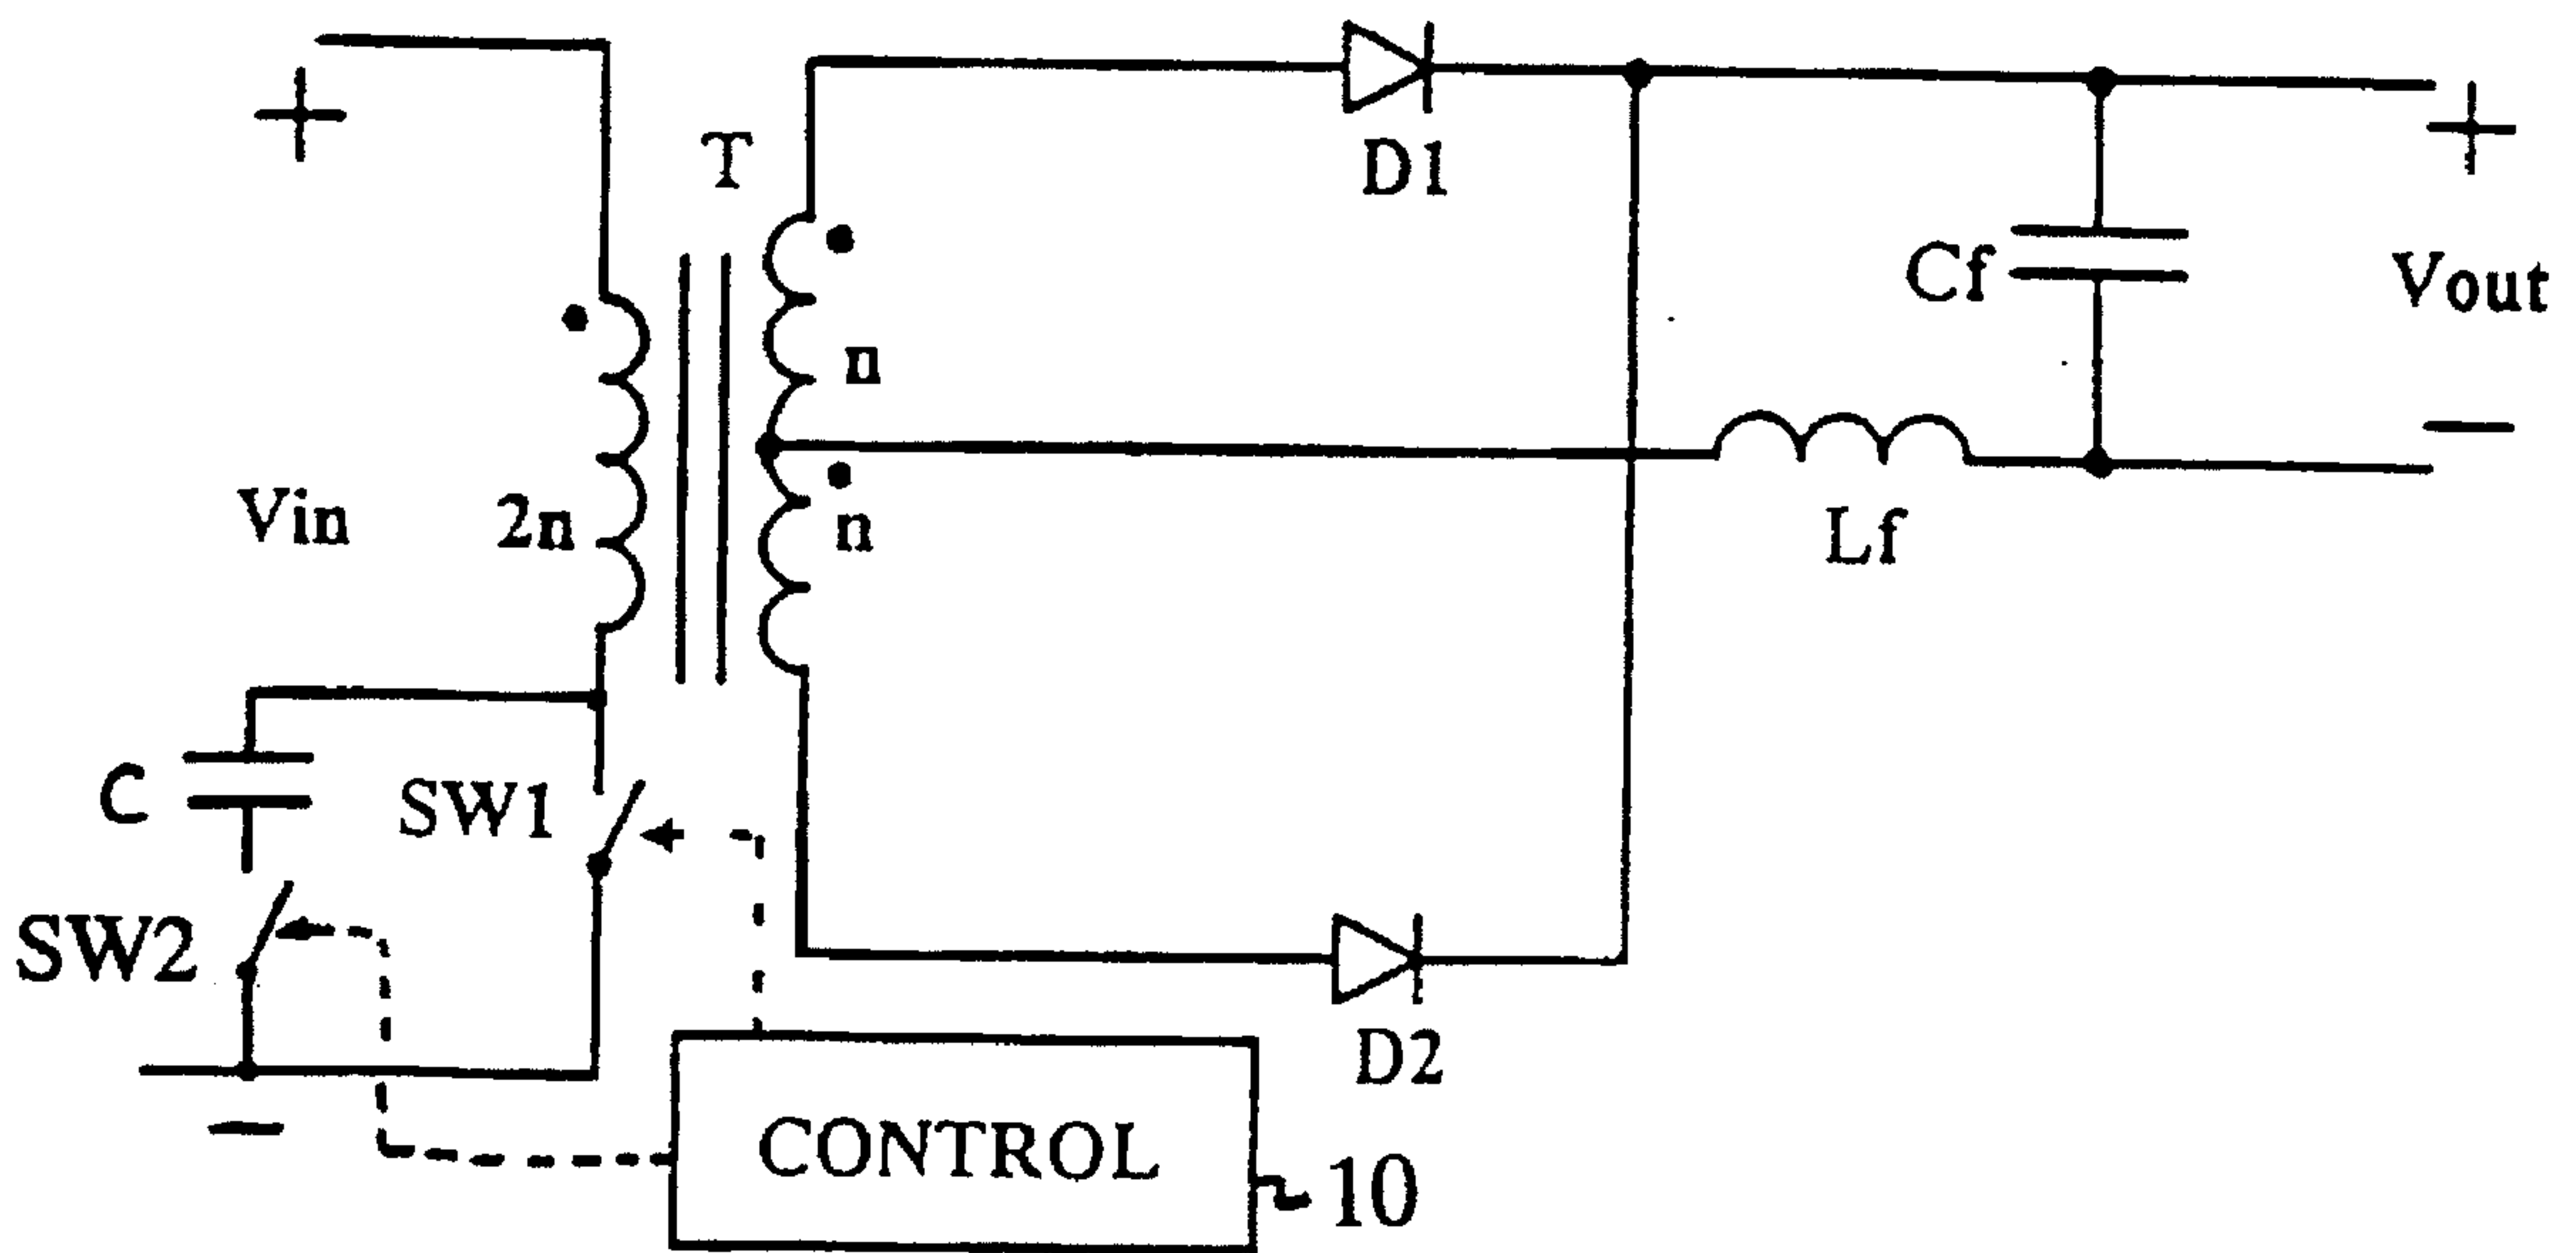 +
T
D1
+
Cf
Vout
n
−
Vin
2n
n
Lf
C
SW1
SW2
D2
−
CONTROL
10